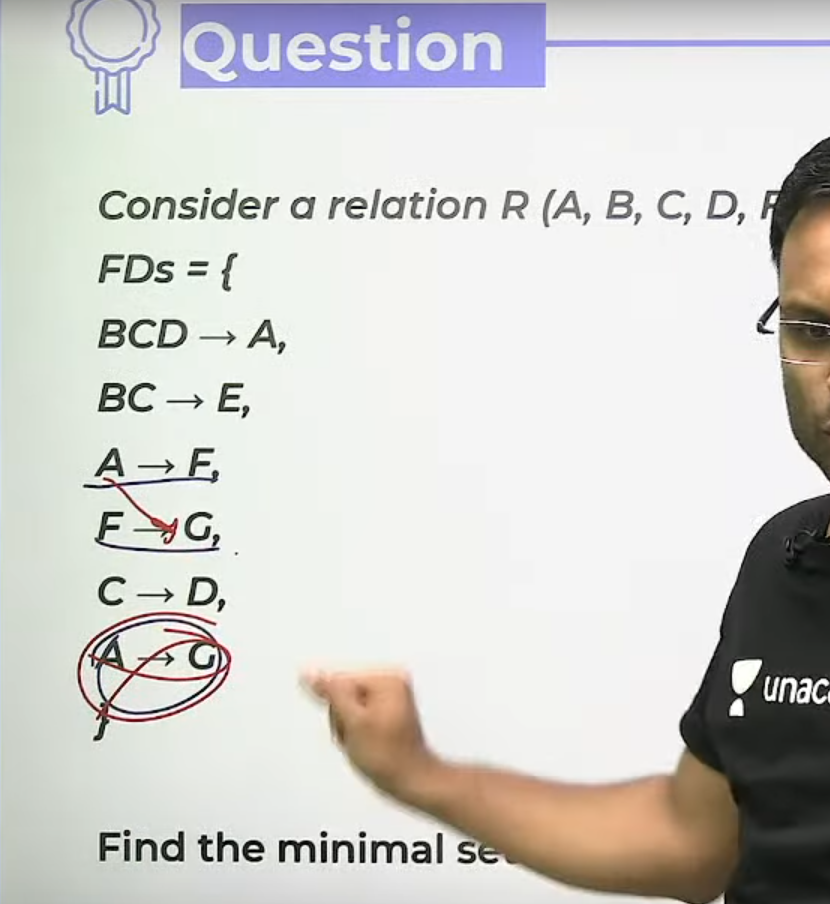 Question
Consider a relation R (A, B, C, D,
FDs = {
BCD → A,
BC → E,
A → F,
F → G,
C → D,
A → G
}
Find the minimal
unac